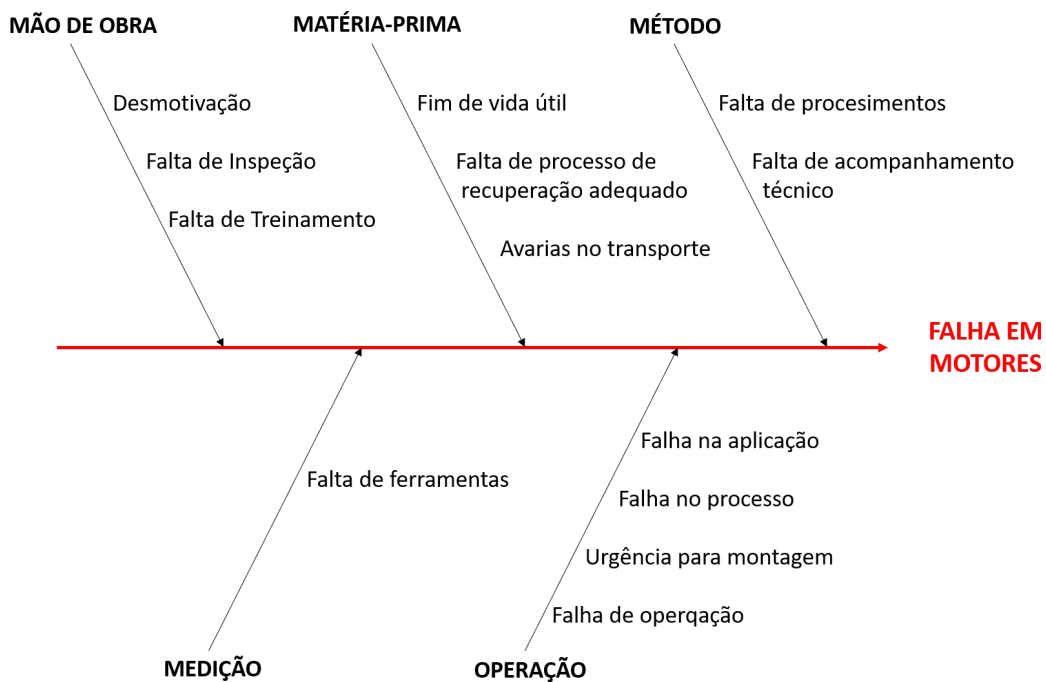 MÃO DE OBRA
Desmotivação
Falta de Inspeção
Falta de Treinamento
MATÉRIA-PRIMA
Fim de vida útil
Falta de processo de
recuperação adequado
Avarias no transporte
MÉTODO
Falta de procesimentos
Falta de acompanhamento
técnico
FALHA EM
MOTORES
Falta de ferramentas
MEDIÇÃO
Falha na aplicação
Falha no processo
Urgência para montagem
Falha de operqação
OPERAÇÃO